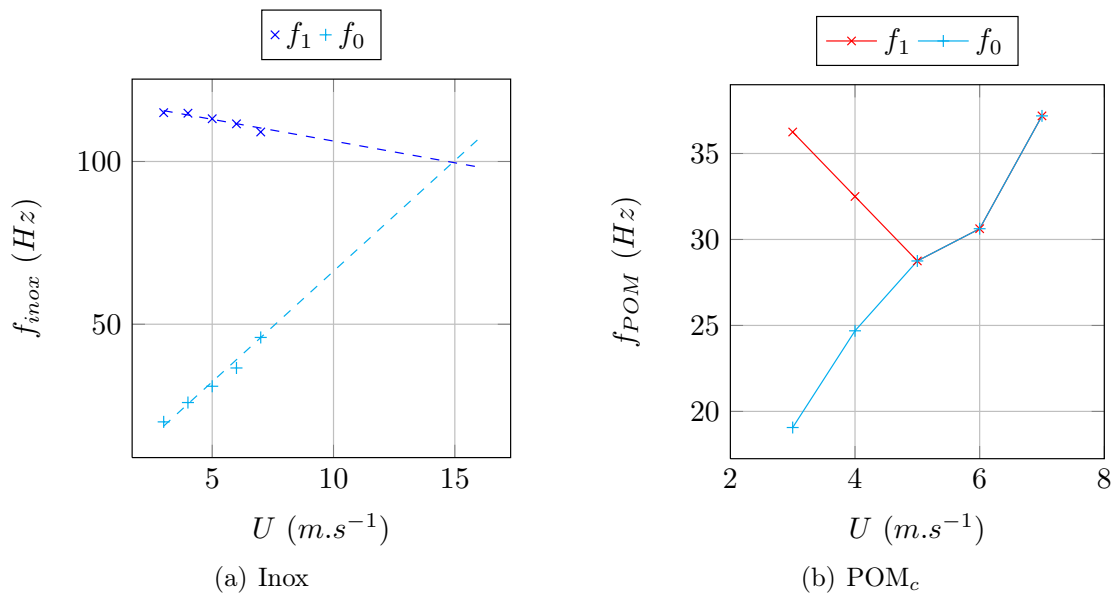 f₁ f₀
100
50
f_inox (Hz)
5 10 15
U (m.s⁻¹)
(a) Inox
f₁ f₀
35
30
25
20
f_POM (Hz)
2 4 6 8
U (m.s⁻¹)
(b) POM_c